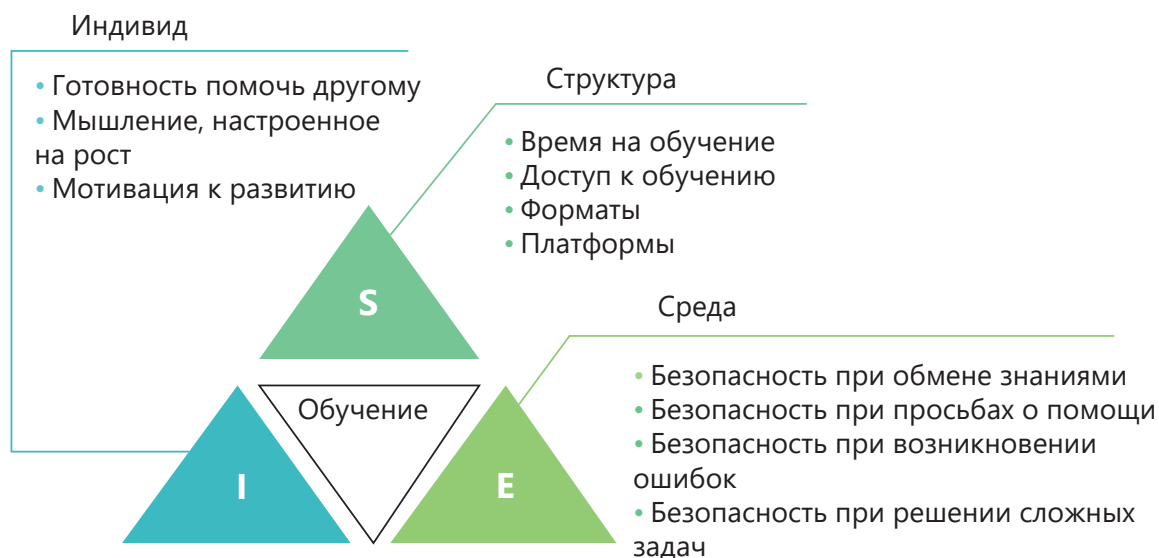 Индивид
• Готовность помочь другому
• Мышление, настроенное
на рост
• Мотивация к развитию
Структура
• Время на обучение
• Доступ к обучению
• Форматы
• Платформы
S
Среда
• Безопасность при обмене знаниями
• Безопасность при просьбах о помощи
• Безопасность при возникновении
ошибок
• Безопасность при решении сложных
задач
Обучение
I
E